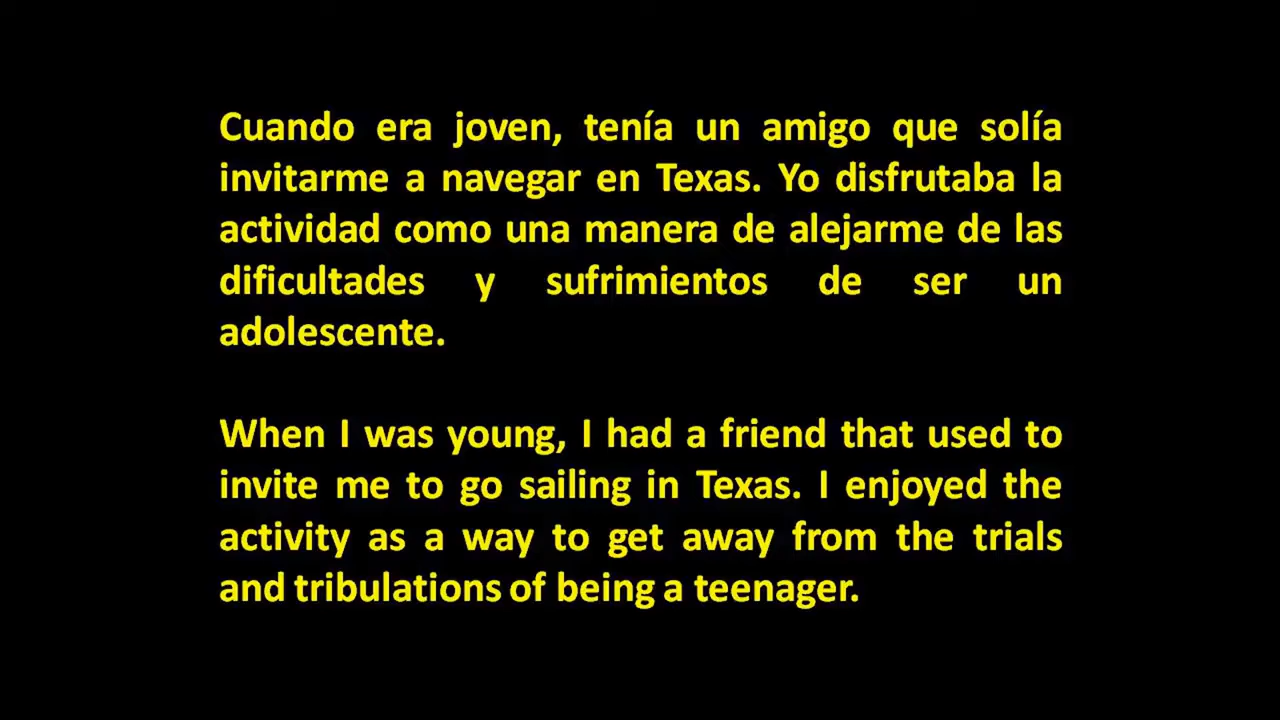 Cuando era joven, tenía un amigo que solía
invitarme a navegar en Texas. Yo disfrutaba la
actividad como una manera de alejarme de las
dificultades y sufrimientos de ser un
adolescente.
When I was young, I had a friend that used to
invite me to go sailing in Texas. I enjoyed the
activity as a way to get away from the trials
and tribulations of being a teenager.